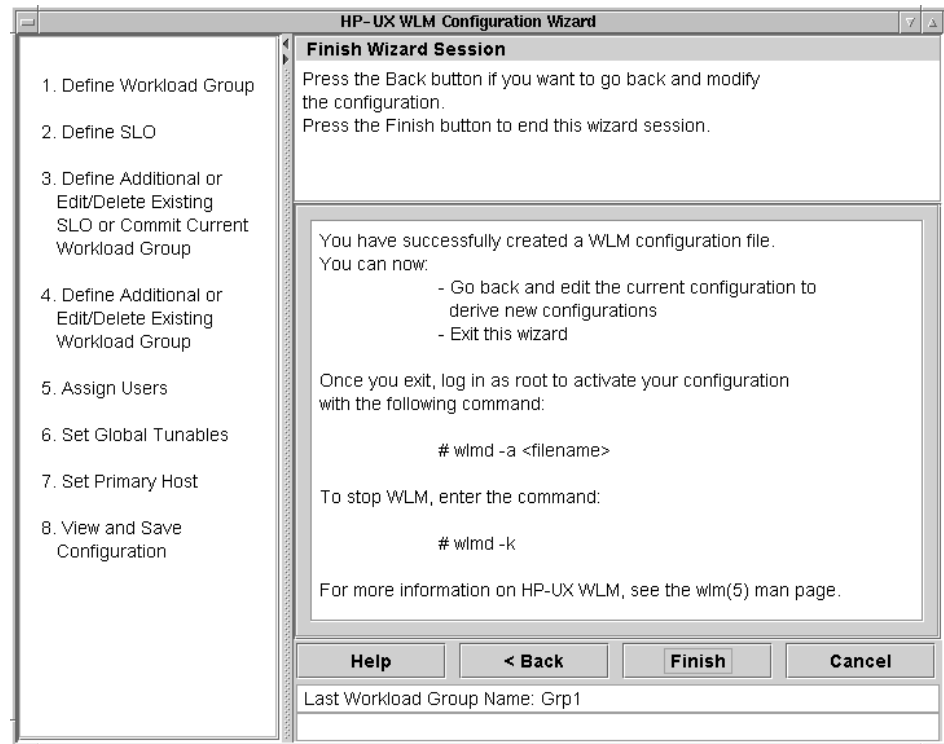 HP-UX WLM Configuration Wizard
1. Define Workload Group
2. Define SLO
3. Define Additional or
Edit/Delete Existing
SLO or Commit Current
Workload Group
4. Define Additional or
Edit/Delete Existing
Workload Group
5. Assign Users
6. Set Global Tunables
7. Set Primary Host
8. View and Save
Configuration
Finish Wizard Session
Press the Back button if you want to go back and modify
the configuration.
Press the Finish button to end this wizard session.
You have successfully created a WLM configuration file.
You can now:
- Go back and edit the current configuration to
derive new configurations
- Exit this wizard
Once you exit, log in as root to activate your configuration
with the following command:
# wlmd -a <filename>
To stop WLM, enter the command:
# wlmd -k
For more information on HP-UX WLM, see the wlm(5) man page.
Help
< Back
Finish
Cancel
Last Workload Group Name: Grp1